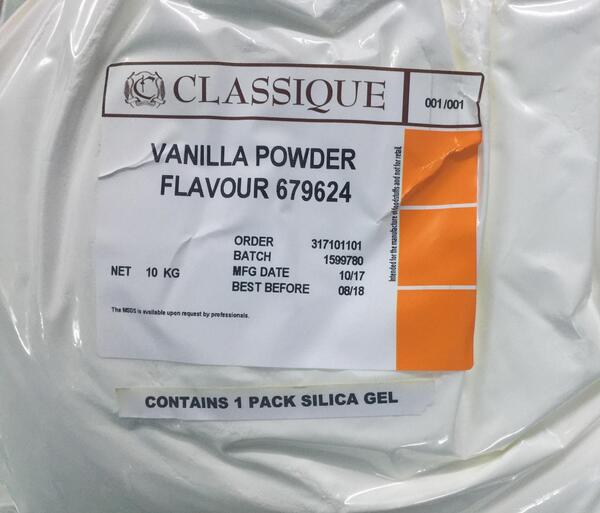 CLASSIQUE
001/001
VANILLA POWDER
FLAVOUR 679624
ORDER 317101101
BATCH 1599780
NET 10 KG
MFG DATE 10/17
BEST BEFORE 08/18
The MSDS is available upon request by professionals.
Intended for the manufacture of foodstuffs and not for retail.
CONTAINS 1 PACK SILICA GEL